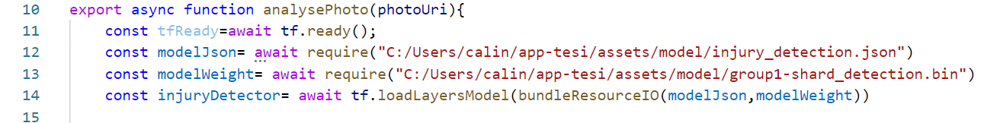 10 export async function analysePhoto(photoUri){
11 const tfReady=await tf.ready();
12 const modelJson= await require("C:/Users/calin/app-tesi/assets/model/injury_detection.json")
13 const modelWeight= await require("C:/Users/calin/app-tesi/assets/model/group1-shard_detection.bin")
14 const injuryDetector= await tf.loadLayersModel(bundleResourceIO(modelJson,modelWeight))
15